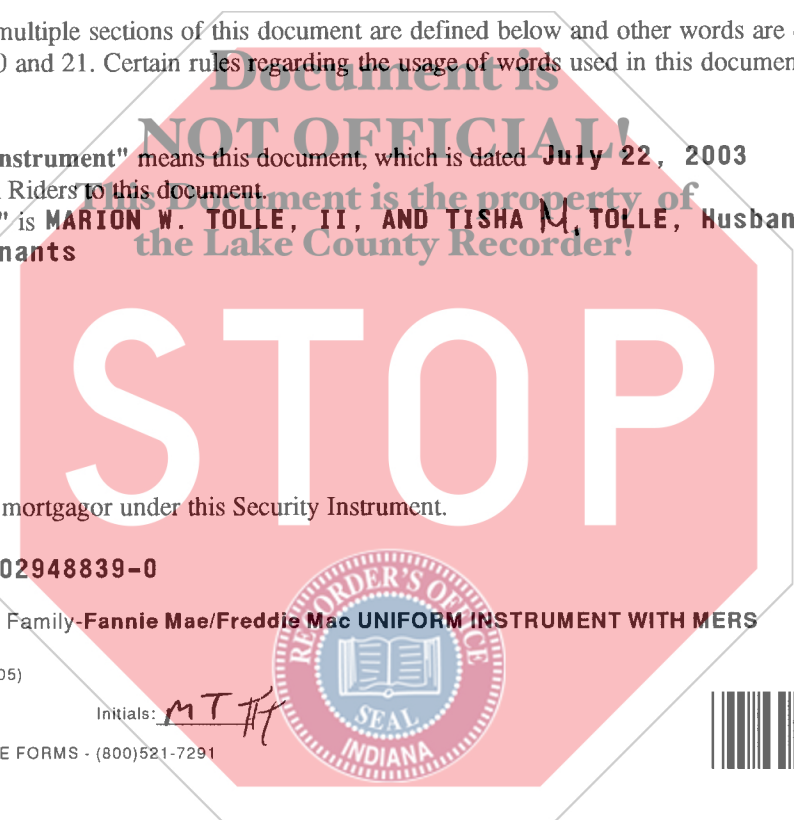 multiple sections of this document are defined below and other words are
0 and 21. Certain rules regarding the usage of words used in this documen
Document is
NOT OFFICIAL!
nstrument" means this document, which is dated July 22, 2003
Riders to this document.
This Document is the property of
" is MARION W. TOLLE, II, AND TISHA M. TOLLE, Husban
the Lake County Recorder!
nants
STOP
mortgagor under this Security Instrument.
02948839-0
Family-Fannie Mae/Freddie Mac UNIFORM INSTRUMENT WITH MERS
05)
RECORDER'S OFFICE
SEAL
INDIANA
Initials: MT TT
E FORMS - (800)521-7291